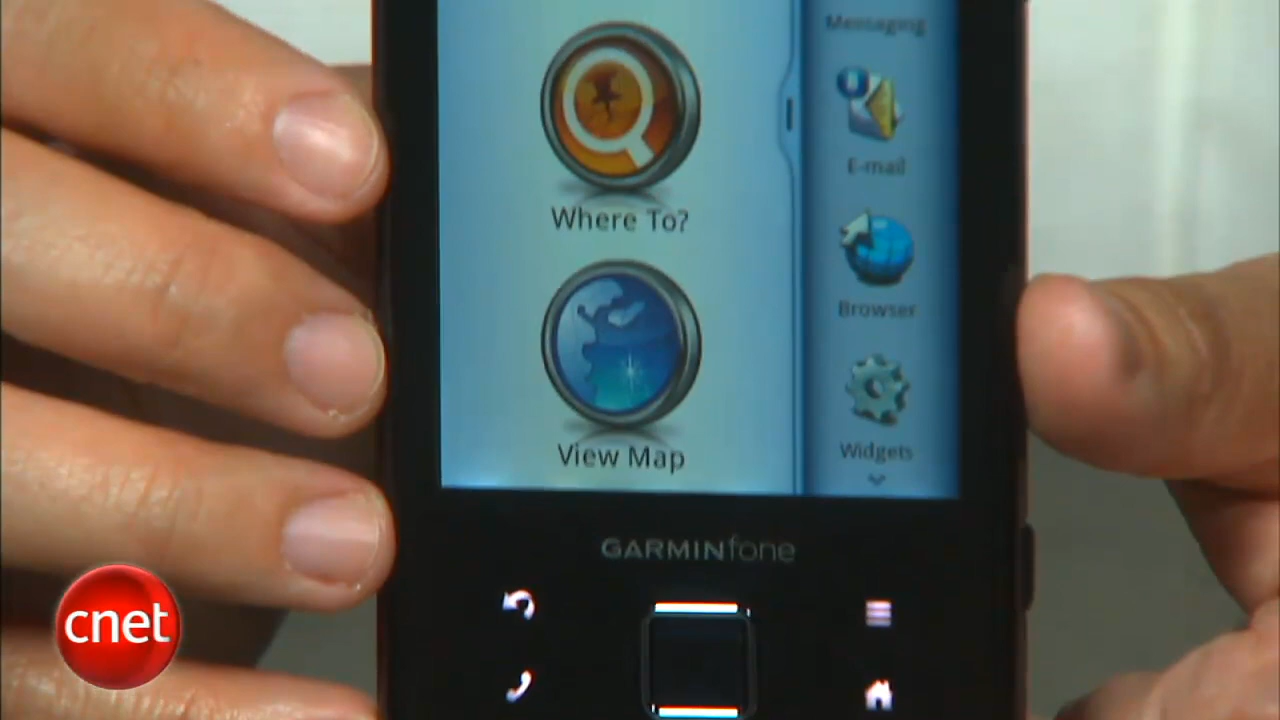 Messaging
E-mail
Where To?
Browser
View Map
Widgets
GARMINfone
cnet